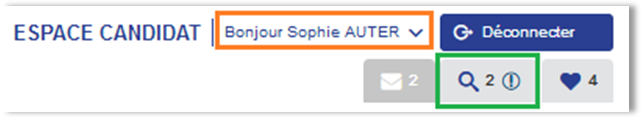 ESPACE CANDIDAT Bonjour Sophie AUTER Déconnecter
2 2 4